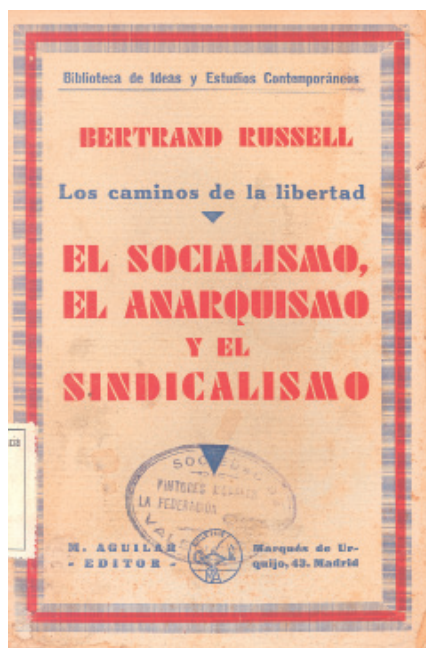 Biblioteca de Ideas y Estudios Contemporáneos
BERTRAND RUSSELL
Los caminos de la libertad
EL SOCIALISMO,
EL ANARQUISMO
Y EL
SINDICALISMO
PINTORES
LA FEDERACIÓN
M. AGUILAR
- EDITOR -
Marqués de Ur-
quijo, 43. Madrid